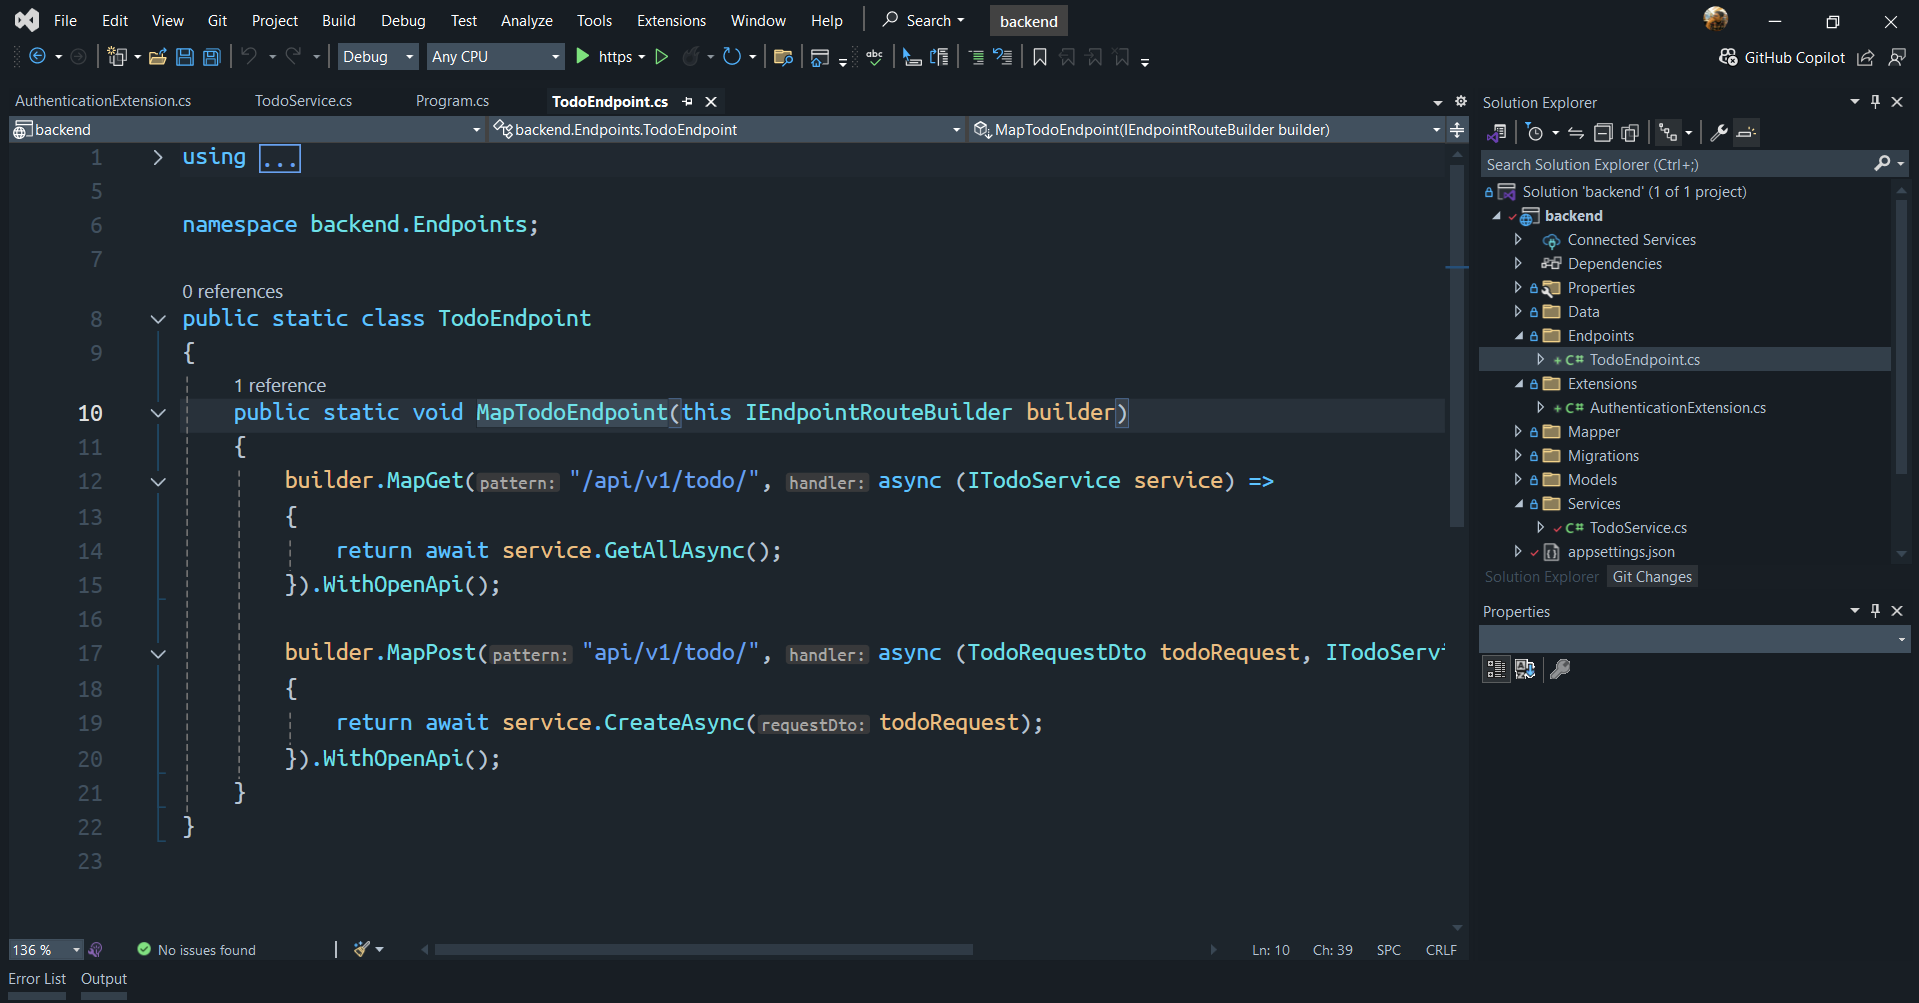 File Edit View Git Project Build Debug Test Analyze Tools Extensions Window Help Search backend
Debug Any CPU https GitHub Copilot
AuthenticationExtension.cs TodoService.cs Program.cs TodoEndpoint.cs
backend backend.Endpoints.TodoEndpoint MapTodoEndpoint(IEndpointRouteBuilder builder)
1 using ...
5
6 namespace backend.Endpoints;
7
0 references
8 public static class TodoEndpoint
9 {
1 reference
10 public static void MapTodoEndpoint(this IEndpointRouteBuilder builder)
11 {
12 builder.MapGet(pattern: "/api/v1/todo/", handler: async (ITodoService service) =>
13 {
14 return await service.GetAllAsync();
15 }).WithOpenApi();
16
17 builder.MapPost(pattern: "api/v1/todo/", handler: async (TodoRequestDto todoRequest, ITodoServi
18 {
19 return await service.CreateAsync(requestDto: todoRequest);
20 }).WithOpenApi();
21 }
22 }
23
136 % No issues found Ln: 10 Ch: 39 SPC CRLF
Error List Output
Solution Explorer
Search Solution Explorer (Ctrl+;)
Solution 'backend' (1 of 1 project)
backend
Connected Services
Dependencies
Properties
Data
Endpoints
C# TodoEndpoint.cs
Extensions
C# AuthenticationExtension.cs
Mapper
Migrations
Models
Services
C# TodoService.cs
appsettings.json
Solution Explorer Git Changes
Properties